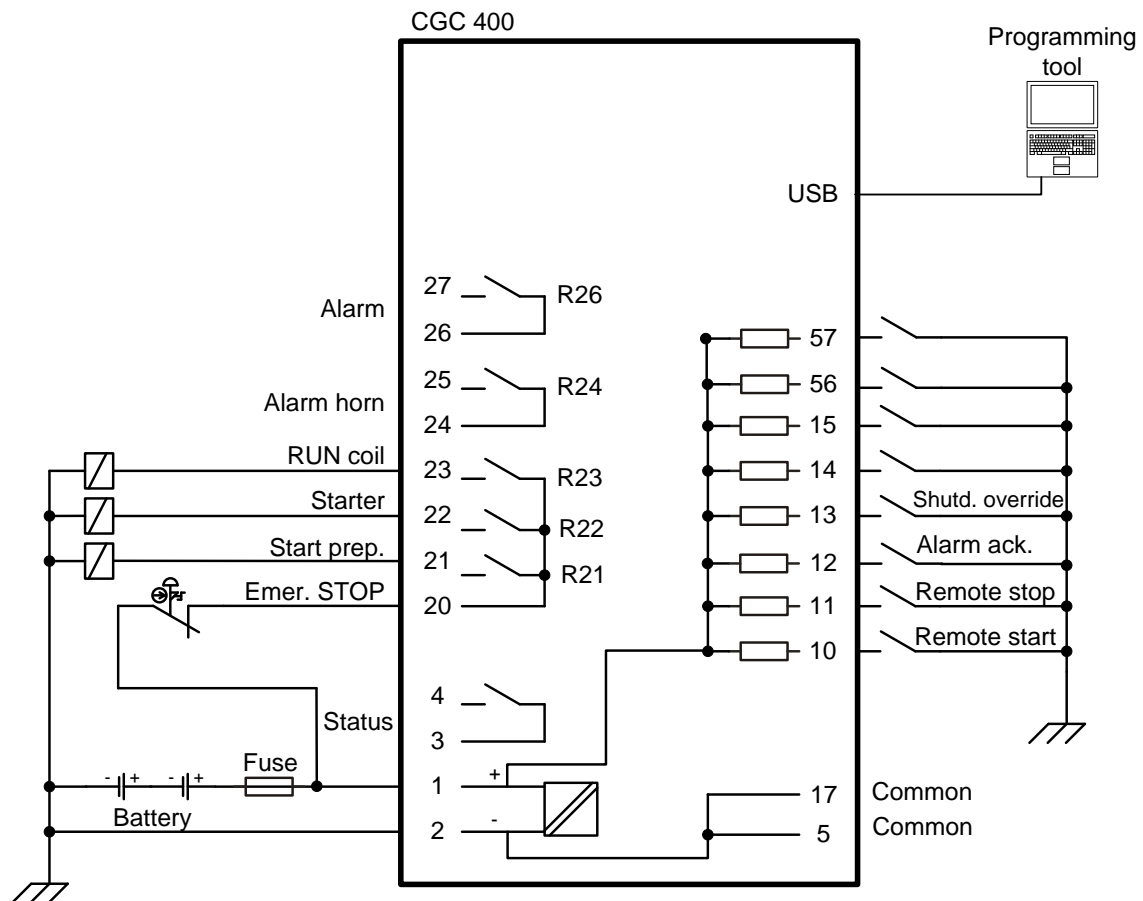 CGC 400
Programming
tool
USB
27
R26
Alarm
26
57
25
R24
56
Alarm horn
24
15
RUN coil
23
R23
14
Starter
22
R22
13
Shutd. override
Start prep.
21
R21
12
Alarm ack.
Emer. STOP
20
11
Remote stop
10
Remote start
4
Status
3
Fuse
- + - +
1
+
17
Common
Battery
2
-
5
Common